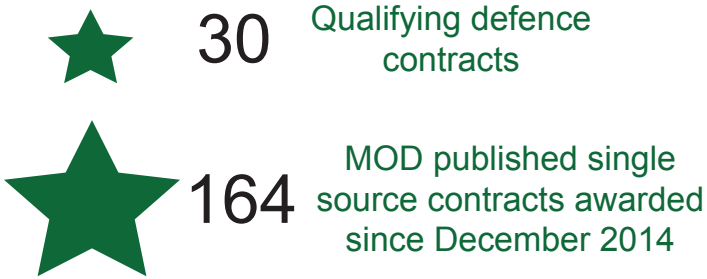 30 Qualifying defence
contracts
164 MOD published single
source contracts awarded
since December 2014